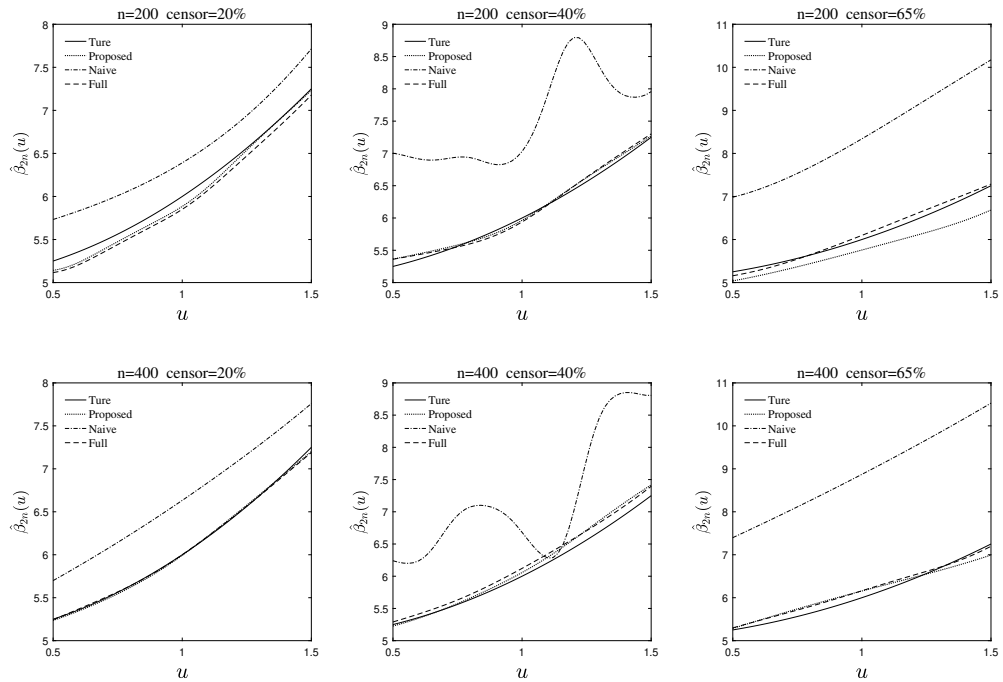 n=200 censor=20%
8
7.5
7
6.5
6
5.5
5
0.5
1
1.5
u
β̂₂ₙ(u)
Ture
Proposed
Naive
Full
n=200 censor=40%
9
8.5
8
7.5
7
6.5
6
5.5
5
0.5
1
1.5
u
β̂₂ₙ(u)
Ture
Proposed
Naive
Full
n=200 censor=65%
11
10
9
8
7
6
5
0.5
1
1.5
u
β̂₂ₙ(u)
Ture
Proposed
Naive
Full
n=400 censor=20%
8
7.5
7
6.5
6
5.5
5
0.5
1
1.5
u
β̂₂ₙ(u)
Ture
Proposed
Naive
Full
n=400 censor=40%
9
8.5
8
7.5
7
6.5
6
5.5
5
0.5
1
1.5
u
β̂₂ₙ(u)
Ture
Proposed
Naive
Full
n=400 censor=65%
11
10
9
8
7
6
5
0.5
1
1.5
u
β̂₂ₙ(u)
Ture
Proposed
Naive
Full